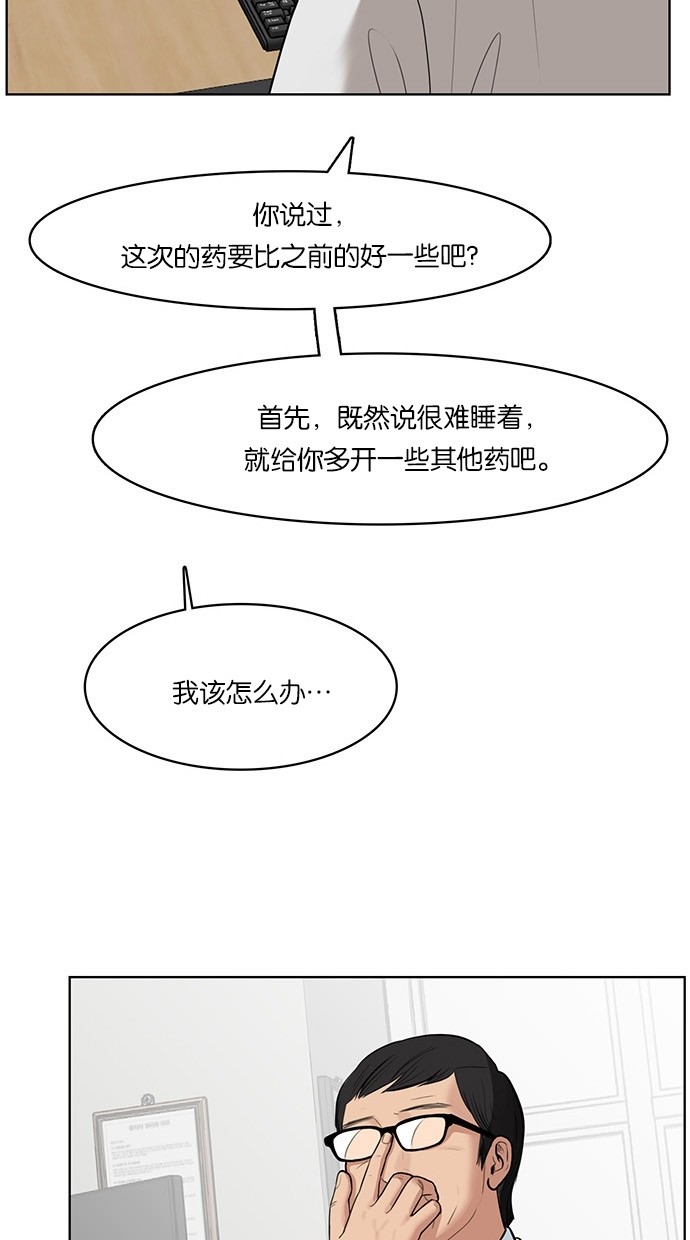 你说过，
这次的药要比之前的好一些吧?
首先，既然说很难睡着，
就给你多开一些其他药吧。
我该怎么办…